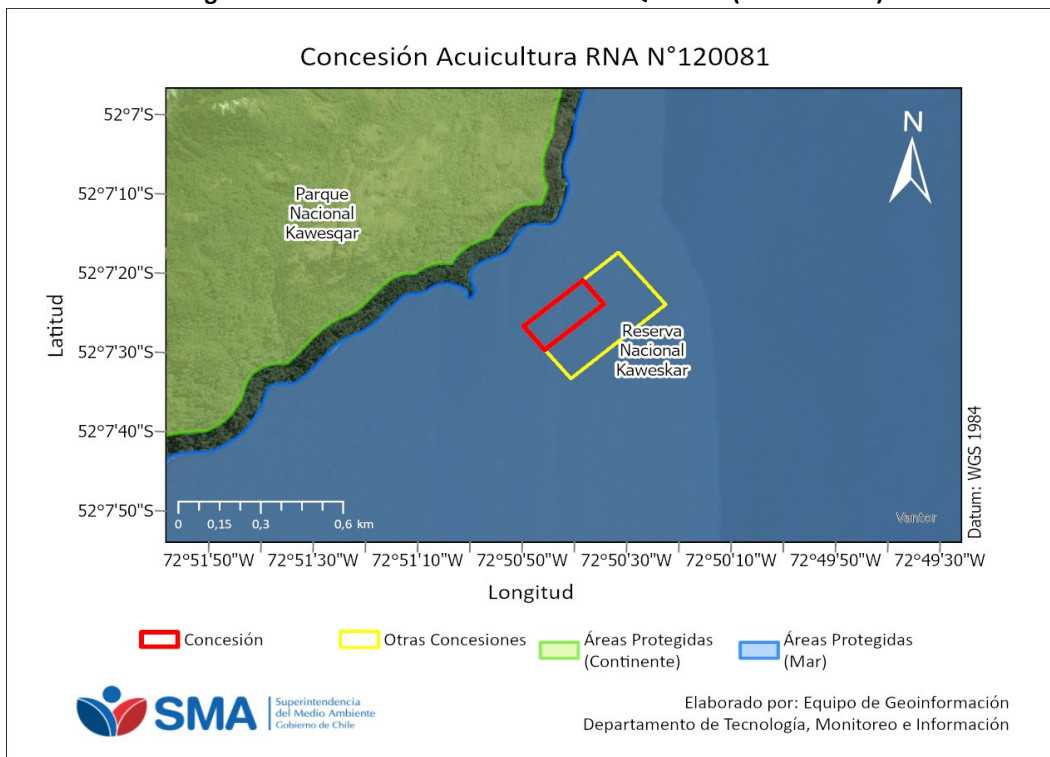 Concesión Acuicultura RNA N°120081
N
52°7'S
52°7'10"S
52°7'20"S
52°7'30"S
52°7'40"S
52°7'50"S
Latitud
Parque
Nacional
Kawesqar
Reserva
Nacional
Kaweskar
Datum: WGS 1984
Vantor
0 0,15 0,3 0,6 km
72°51'50"W 72°51'30"W 72°51'10"W 72°50'50"W 72°50'30"W 72°50'10"W 72°49'50"W 72°49'30"W
Longitud
Concesión
Otras Concesiones
Áreas Protegidas
(Continente)
Áreas Protegidas
(Mar)
SMA
Superintendencia
del Medio Ambiente
Gobierno de Chile
Elaborado por: Equipo de Geoinformación
Departamento de Tecnología, Monitoreo e Información